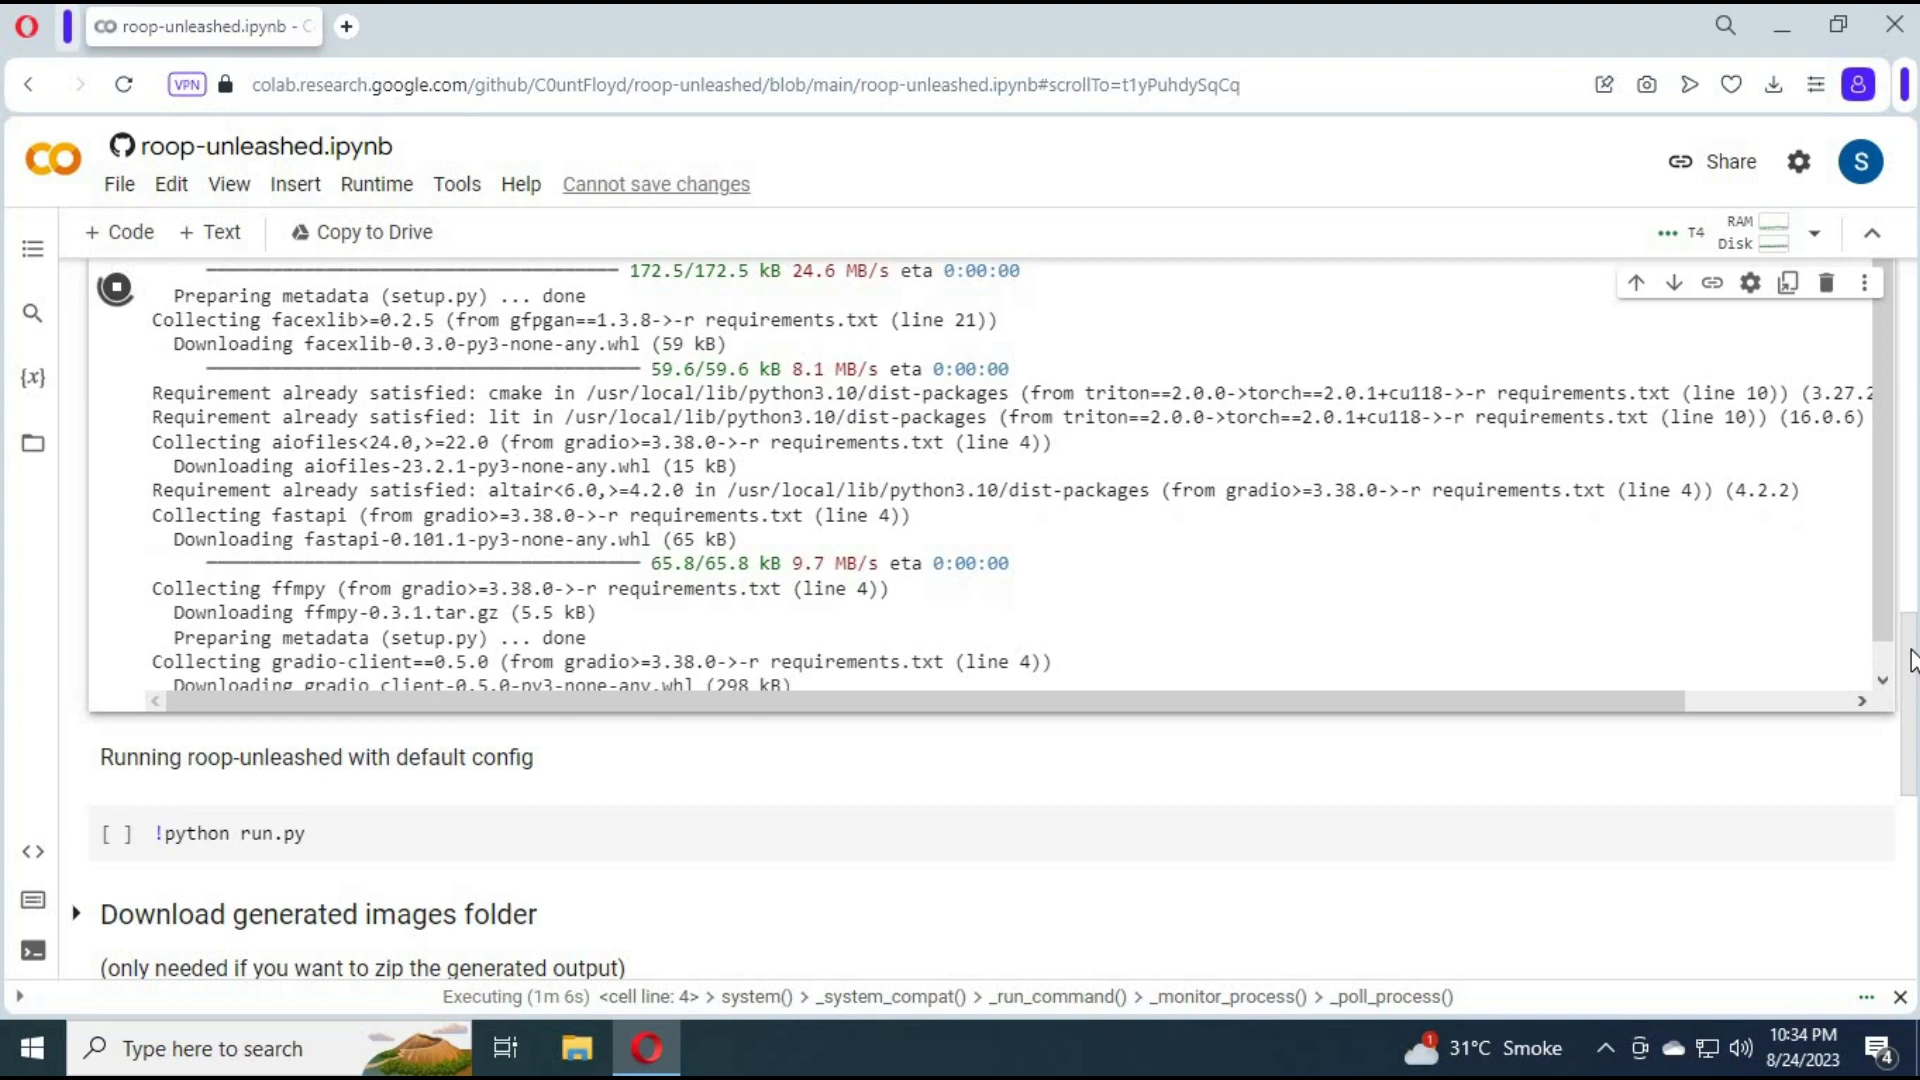 roop-unleashed.ipynb - C
VPN
colab.research.google.com/github/C0untFloyd/roop-unleashed/blob/main/roop-unleashed.ipynb#scrollTo=t1yPuhdySqCq
roop-unleashed.ipynb
Share
S
File Edit View Insert Runtime Tools Help Cannot save changes
+ Code + Text Copy to Drive
T4 RAM
Disk
172.5/172.5 kB 24.6 MB/s eta 0:00:00
Preparing metadata (setup.py) ... done
Collecting facexlib>=0.2.5 (from gfpgan==1.3.8->-r requirements.txt (line 21))
Downloading facexlib-0.3.0-py3-none-any.whl (59 kB)
59.6/59.6 kB 8.1 MB/s eta 0:00:00
Requirement already satisfied: cmake in /usr/local/lib/python3.10/dist-packages (from triton==2.0.0->torch==2.0.1+cu118->-r requirements.txt (line 10)) (3.27.2
Requirement already satisfied: lit in /usr/local/lib/python3.10/dist-packages (from triton==2.0.0->torch==2.0.1+cu118->-r requirements.txt (line 10)) (16.0.6)
Collecting aiofiles<24.0,>=22.0 (from gradio>=3.38.0->-r requirements.txt (line 4))
Downloading aiofiles-23.2.1-py3-none-any.whl (15 kB)
Requirement already satisfied: altair<6.0,>=4.2.0 in /usr/local/lib/python3.10/dist-packages (from gradio>=3.38.0->-r requirements.txt (line 4)) (4.2.2)
Collecting fastapi (from gradio>=3.38.0->-r requirements.txt (line 4))
Downloading fastapi-0.101.1-py3-none-any.whl (65 kB)
65.8/65.8 kB 9.7 MB/s eta 0:00:00
Collecting ffmpy (from gradio>=3.38.0->-r requirements.txt (line 4))
Downloading ffmpy-0.3.1.tar.gz (5.5 kB)
Preparing metadata (setup.py) ... done
Collecting gradio-client==0.5.0 (from gradio>=3.38.0->-r requirements.txt (line 4))
Downloading gradio_client-0.5.0-py3-none-any.whl (298 kB)
Running roop-unleashed with default config
[ ] !python run.py
Download generated images folder
(only needed if you want to zip the generated output)
Executing (1m 6s) <cell line: 4> > system() > _system_compat() > _run_command() > _monitor_process() > _poll_process()
Type here to search
1
31°C Smoke
10:34 PM
8/24/2023
4